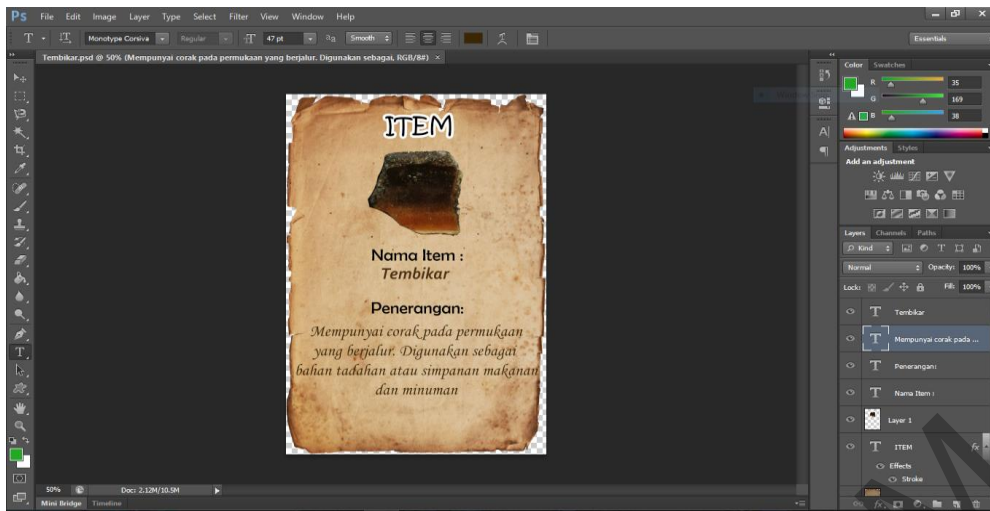 Ps File Edit Image Layer Type Select Filter View Window Help
T Monotype Corsiva Regular 47 pt aa Smooth Essentials
Tembikar.psd @ 50% (Mempunyai corak pada permukaan yang berjalur. Digunakan sebagai, RGB/8#) ×
Color Swatches
R 35
G 169
B 38
Adjustments Styles
Add an adjustment
ITEM
Nama Item :
Tembikar
Penerangan:
Mempunyai corak pada permukaan
yang berjalur. Digunakan sebagai
bahan tadahan atau simpanan makanan
dan minuman
Layers Channels Paths
Kind
Normal Opacity: 100%
Lock: Fill: 100%
T Tembikar
T Mempunyai corak pada ...
T Penerangan:
T Nama Item :
Layer 1
T ITEM fx
Effects
Stroke
50% Doc: 2.12M/10.5M
Mini Bridge Timeline